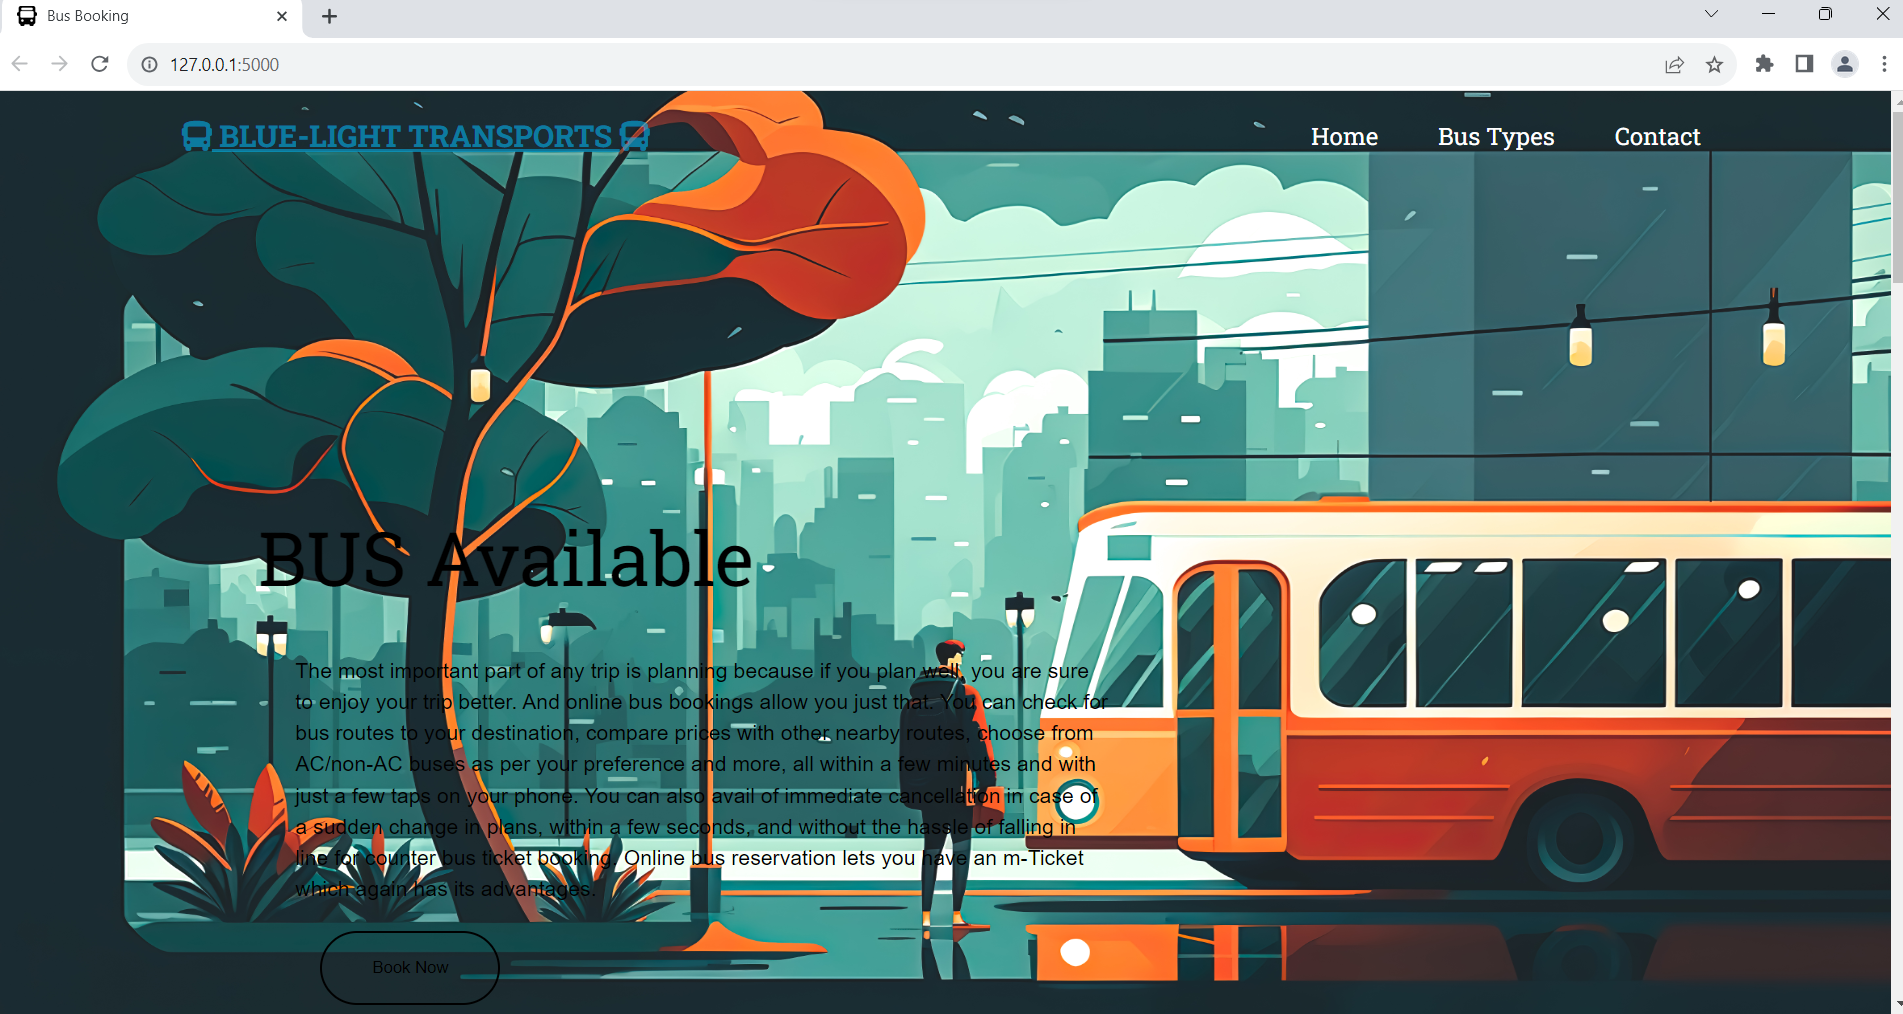 Bus Booking
127.0.0.1:5000
BLUE-LIGHT TRANSPORTS
Home
Bus Types
Contact
BUS Available
The most important part of any trip is planning because if you plan well, you are sure
to enjoy your trip better. And online bus bookings allow you just that. You can check for
bus routes to your destination, compare prices with other nearby routes, choose from
AC/non-AC buses as per your preference and more, all within a few minutes and with
just a few taps on your phone. You can also avail of immediate cancellation in case of
a sudden change in plans, within a few seconds, and without the hassle of falling in
line for counter bus ticket booking. Online bus reservation lets you have an m-Ticket
which again has its advantages.
Book Now